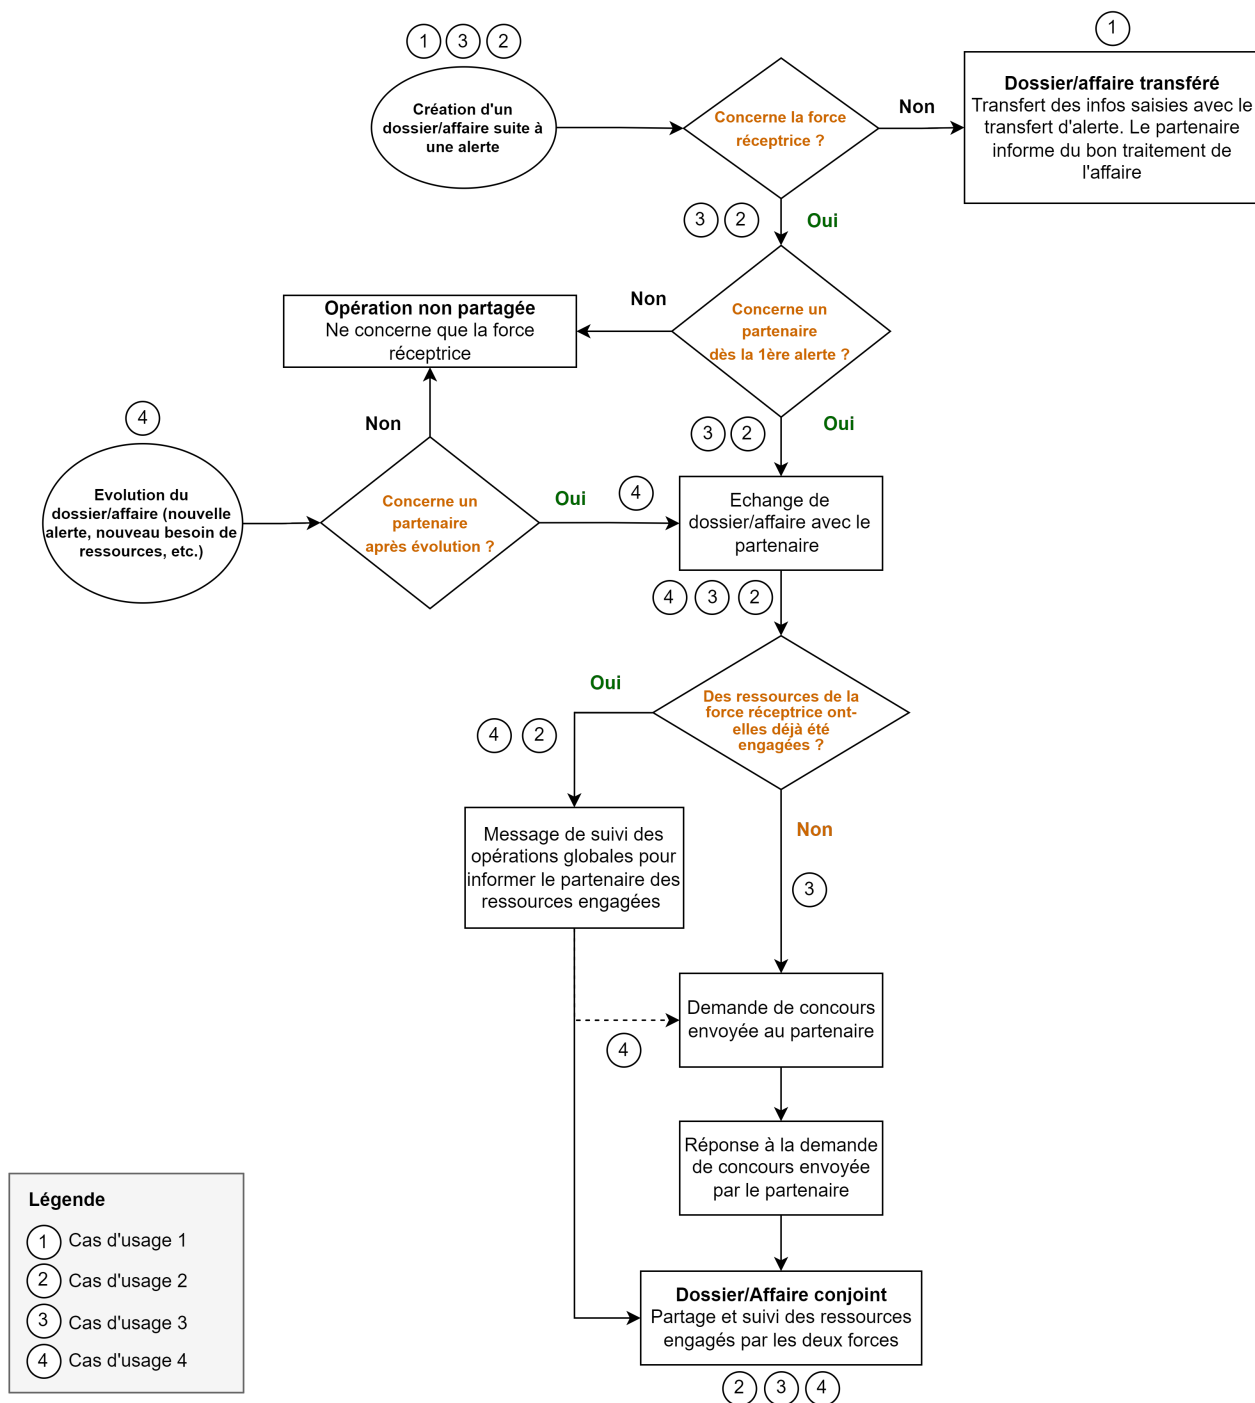 1 3 2
1
Création d'un
dossier/affaire suite à
une alerte
Concerne la force
réceptrice ?
Non
Dossier/affaire transféré
Transfert des infos saisies avec le
transfert d'alerte. Le partenaire
informe du bon traitement de
l'affaire
3 2
Oui
Concerne un
partenaire
dès la 1ère alerte ?
Non
Opération non partagée
Ne concerne que la force
réceptrice
3 2
Oui
4
Evolution du
dossier/affaire (nouvelle
alerte, nouveau besoin de
ressources, etc.)
Non
Concerne un
partenaire
après évolution ?
Oui
4
Echange de
dossier/affaire avec le
partenaire
4 3 2
Des ressources de la
force réceptrice ont-
elles déjà été
engagées ?
Oui
4 2
Message de suivi des
opérations globales pour
informer le partenaire des
ressources engagées
Non
3
4
Demande de concours
envoyée au partenaire
Réponse à la demande
de concours envoyée
par le partenaire
Dossier/Affaire conjoint
Partage et suivi des ressources
engagés par les deux forces
2 3 4
Légende
1 Cas d'usage 1
2 Cas d'usage 2
3 Cas d'usage 3
4 Cas d'usage 4